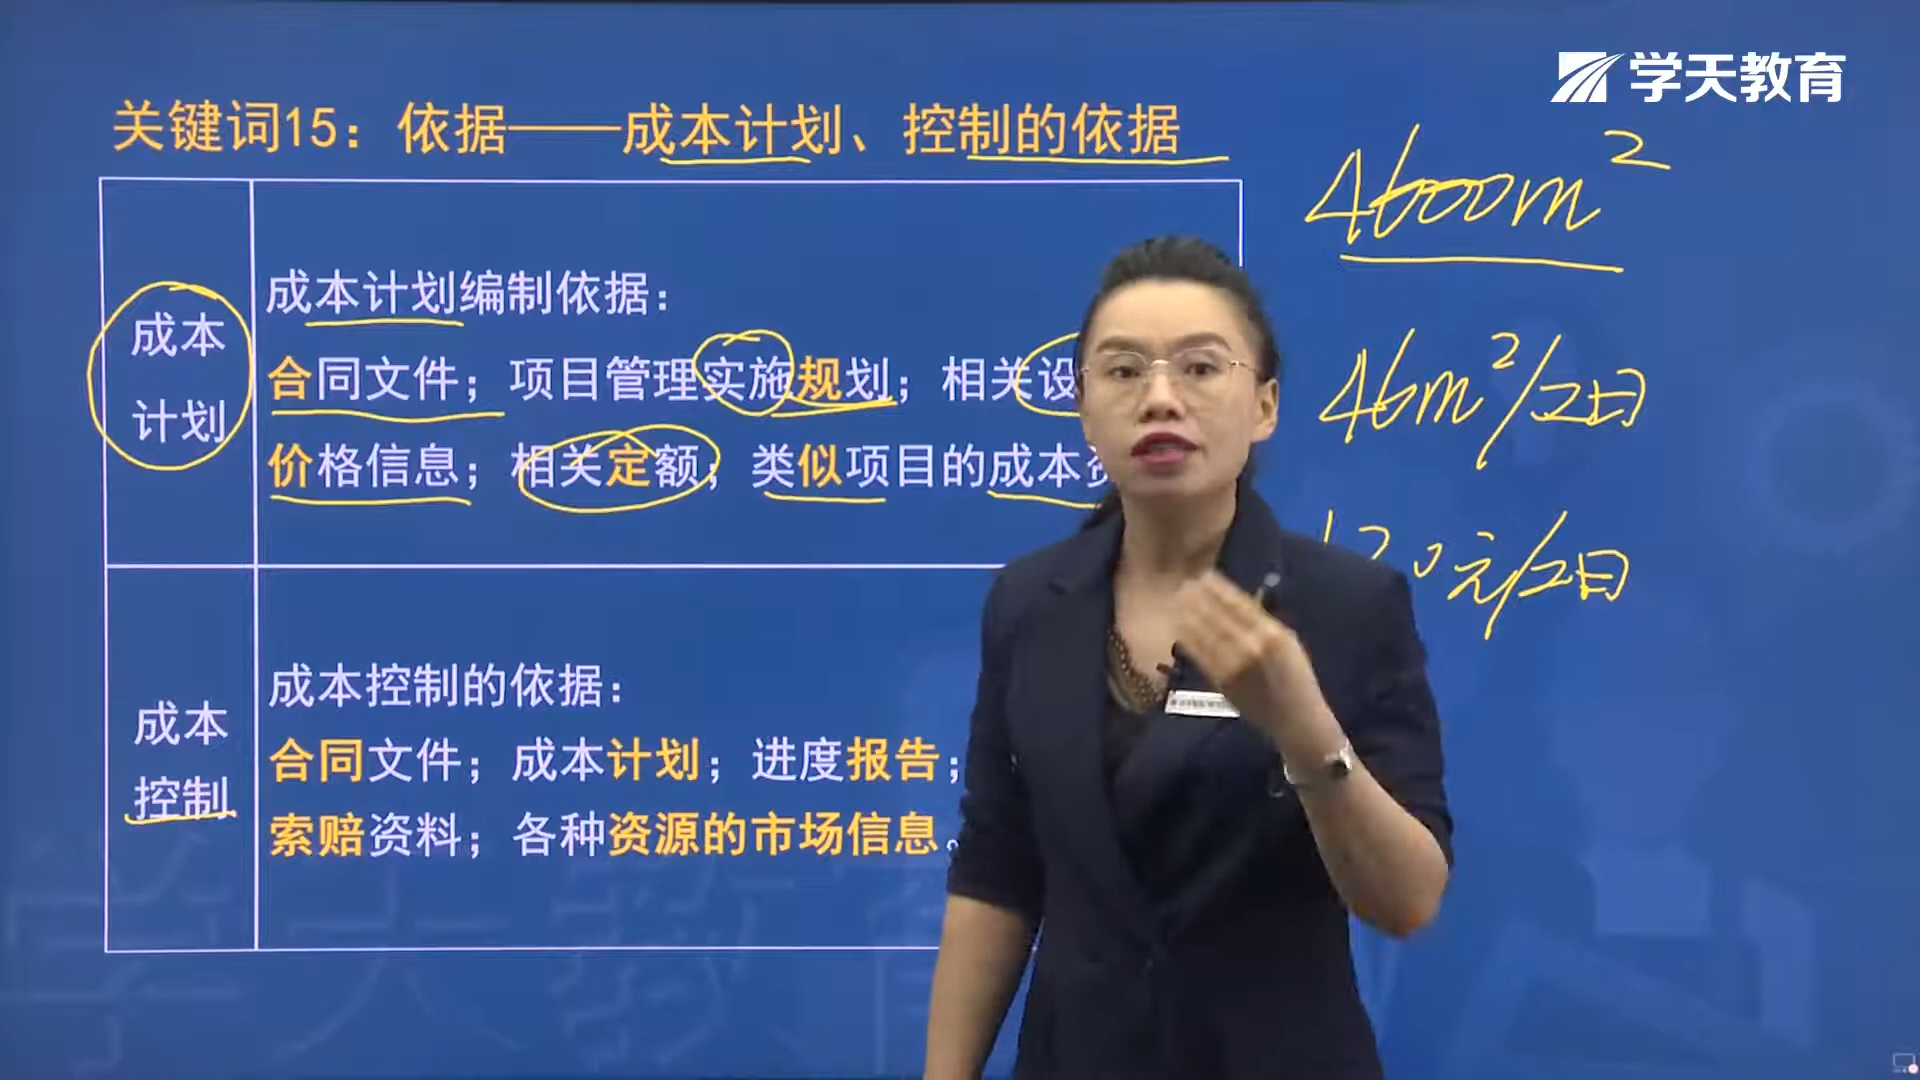 学天教育
关键词15：依据——成本计划、控制的依据
4600m²
成本
计划
成本计划编制依据：
合同文件；项目管理实施规划；相关设
价格信息；相关定额；类似项目的成本
46m²/工日
元/工日
成本
控制
成本控制的依据：
合同文件；成本计划；进度报告；
索赔资料；各种资源的市场信息。